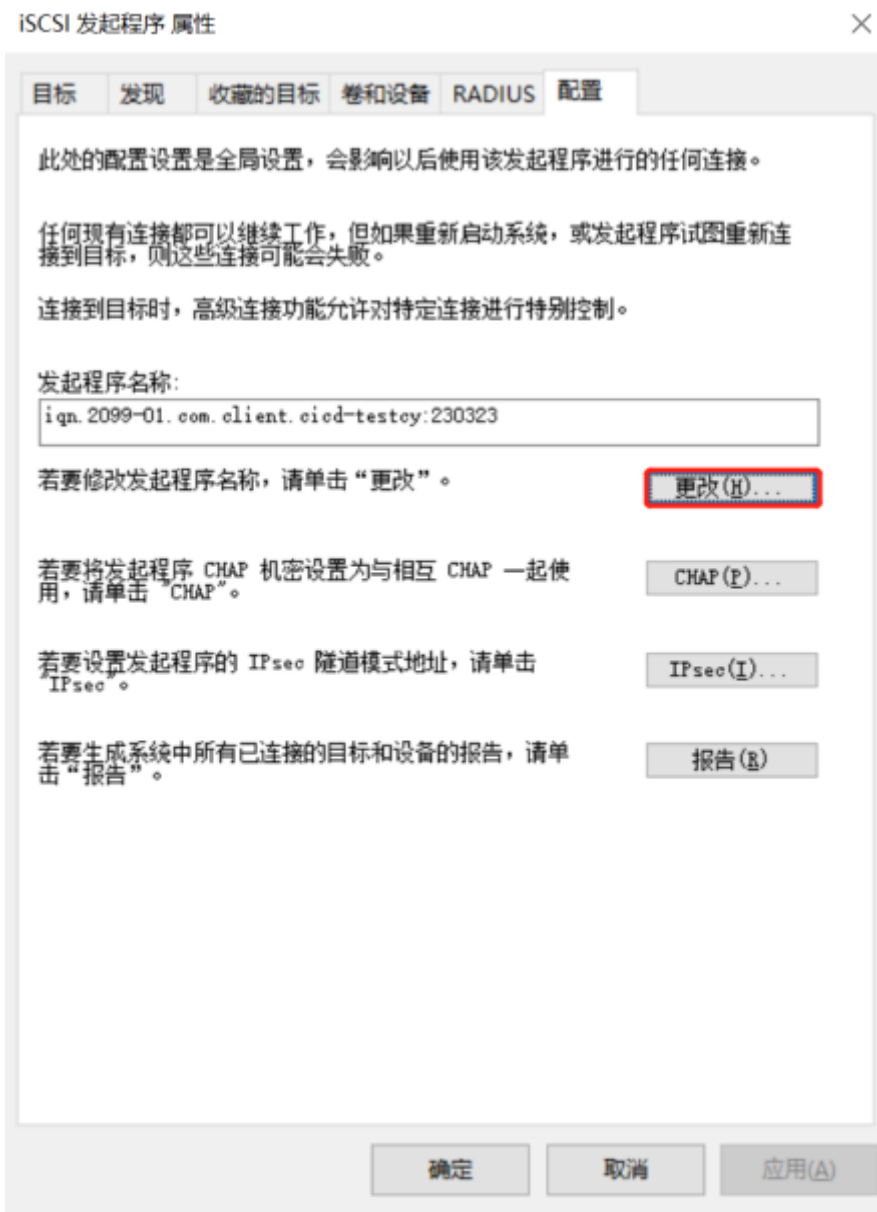 iSCSI 发起程序 属性
目标 发现 收藏的目标 卷和设备 RADIUS 配置
此处的配置设置是全局设置，会影响以后使用该发起程序进行的任何连接。
任何现有连接都可以继续工作，但如果重新启动系统，或发起程序试图重新连
接到目标，则这些连接可能会失败。
连接到目标时，高级连接功能允许对特定连接进行特别控制。
发起程序名称:
iqn.2099-01.com.client.cicd-testcy:230323
若要修改发起程序名称，请单击“更改”。
更改(H)...
若要将发起程序 CHAP 机密设置为与相互 CHAP 一起使
用，请单击 "CHAP"。
CHAP(P)...
若要设置发起程序的 IPsec 隧道模式地址，请单击
"IPsec"。
IPsec(I)...
若要生成系统中所有已连接的目标和设备的报告，请单
击“报告”。
报告(R)
确定 取消 应用(A)